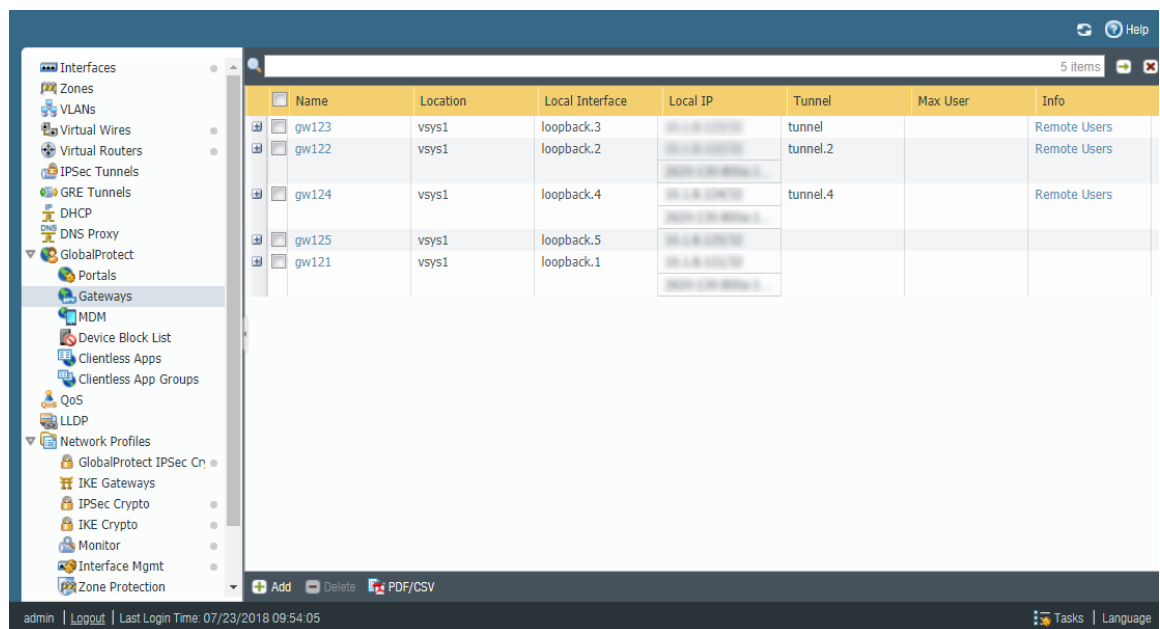 Help
5 items
Interfaces
Zones
VLANs
Virtual Wires
Virtual Routers
IPSec Tunnels
GRE Tunnels
DHCP
DNS Proxy
GlobalProtect
Portals
Gateways
MDM
Device Block List
Clientless Apps
Clientless App Groups
QoS
LLDP
Network Profiles
GlobalProtect IPSec Cry
IKE Gateways
IPSec Crypto
IKE Crypto
Monitor
Interface Mgmt
Zone Protection
Name Location Local Interface Local IP Tunnel Max User Info
gw123 vsys1 loopback.3 tunnel Remote Users
gw122 vsys1 loopback.2 tunnel.2 Remote Users
gw124 vsys1 loopback.4 tunnel.4 Remote Users
gw125 vsys1 loopback.5
gw121 vsys1 loopback.1
Add Delete PDF/CSV
admin | Logout | Last Login Time: 07/23/2018 09:54:05 Tasks | Language